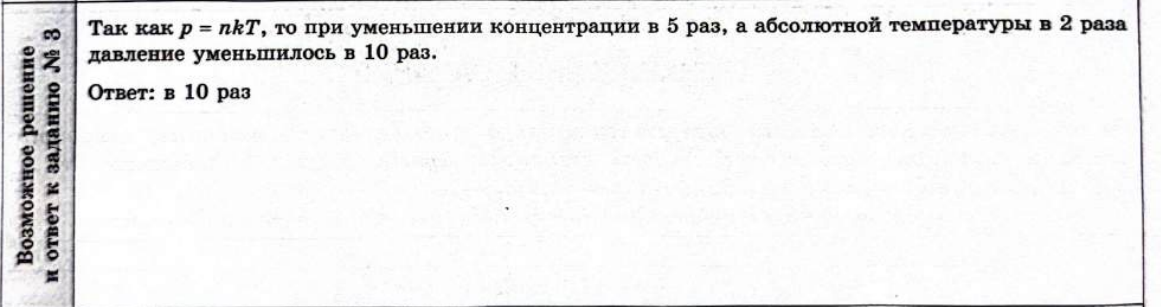 Возможное решение
и ответ к заданию № 3
Так как p = nkT, то при уменьшении концентрации в 5 раз, а абсолютной температуры в 2 раза
давление уменьшилось в 10 раз.
Ответ: в 10 раз